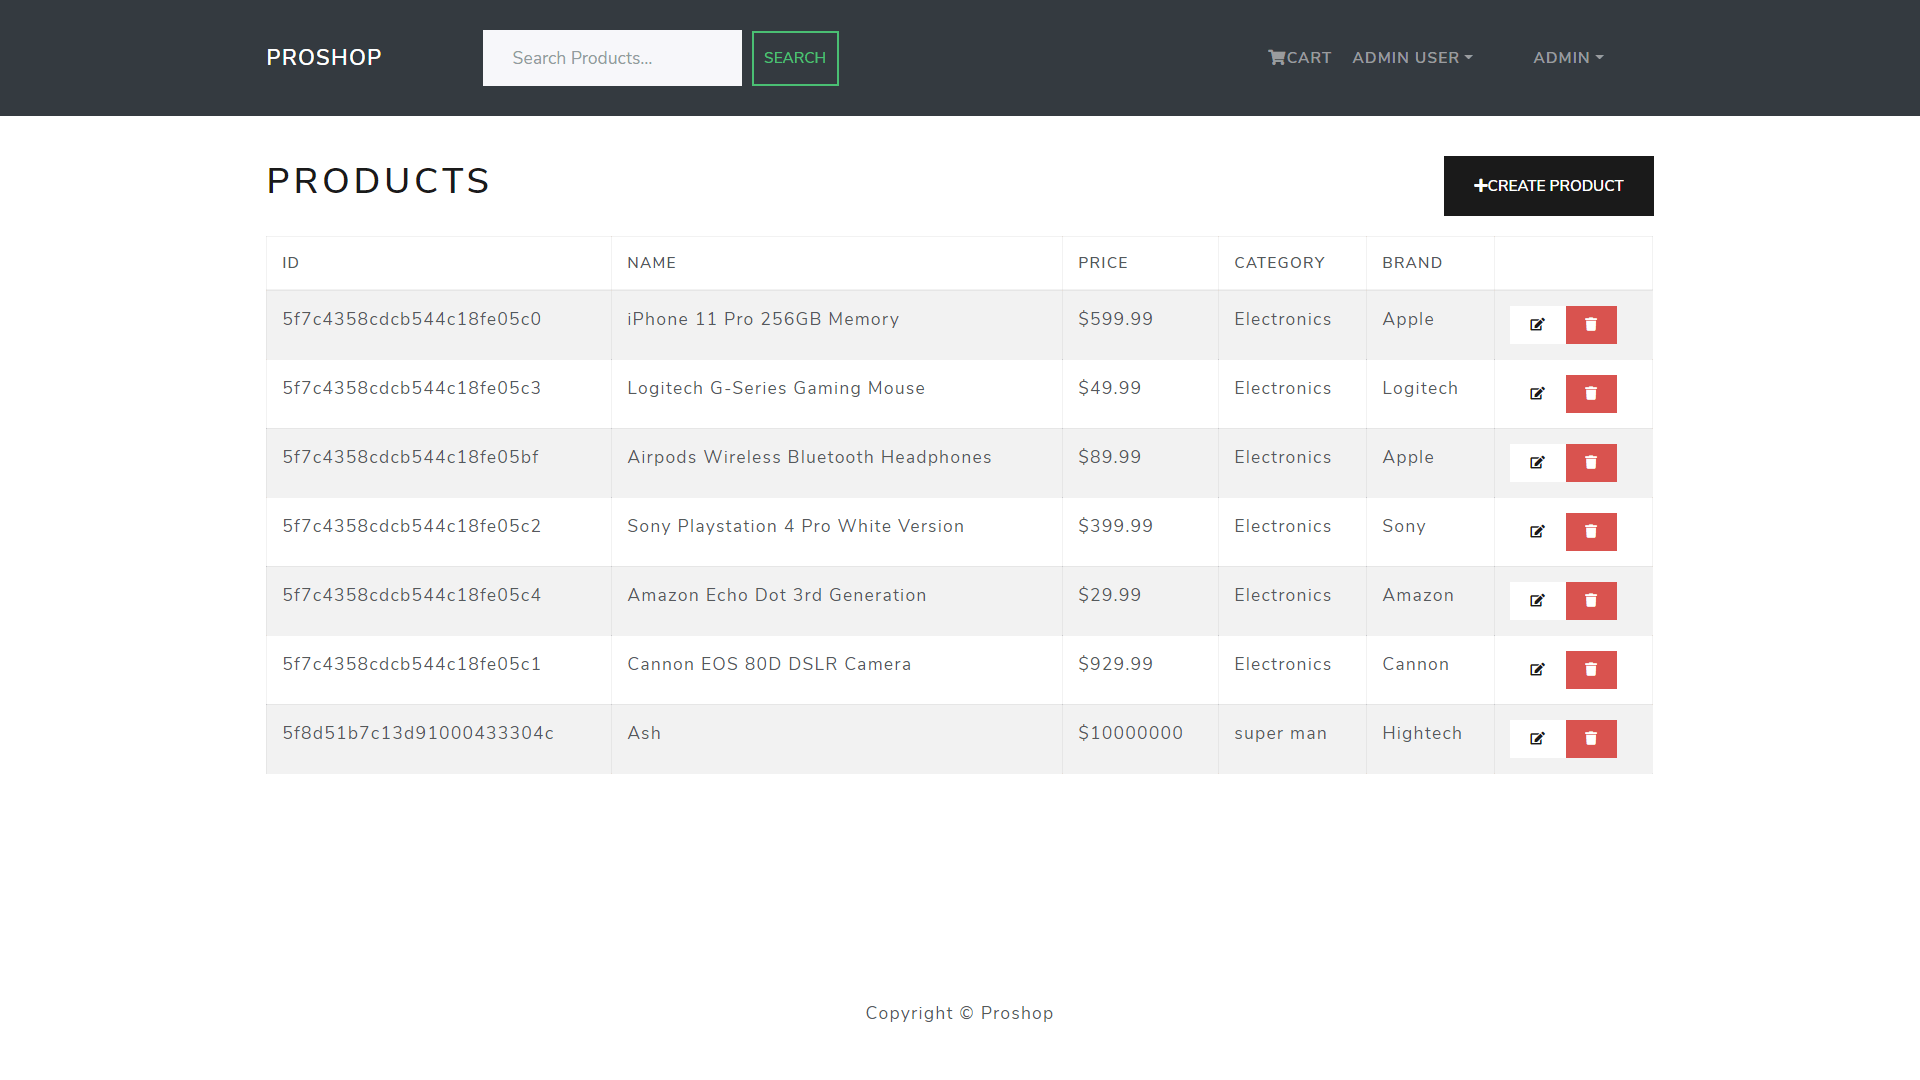 PROSHOP
Search Products...
SEARCH
CART
ADMIN USER
ADMIN
PRODUCTS
CREATE PRODUCT
ID NAME PRICE CATEGORY BRAND
5f7c4358cdcb544c18fe05c0 iPhone 11 Pro 256GB Memory $599.99 Electronics Apple
5f7c4358cdcb544c18fe05c3 Logitech G-Series Gaming Mouse $49.99 Electronics Logitech
5f7c4358cdcb544c18fe05bf Airpods Wireless Bluetooth Headphones $89.99 Electronics Apple
5f7c4358cdcb544c18fe05c2 Sony Playstation 4 Pro White Version $399.99 Electronics Sony
5f7c4358cdcb544c18fe05c4 Amazon Echo Dot 3rd Generation $29.99 Electronics Amazon
5f7c4358cdcb544c18fe05c1 Cannon EOS 80D DSLR Camera $929.99 Electronics Cannon
5f8d51b7c13d91000433304c Ash $10000000 super man Hightech
Copyright © Proshop